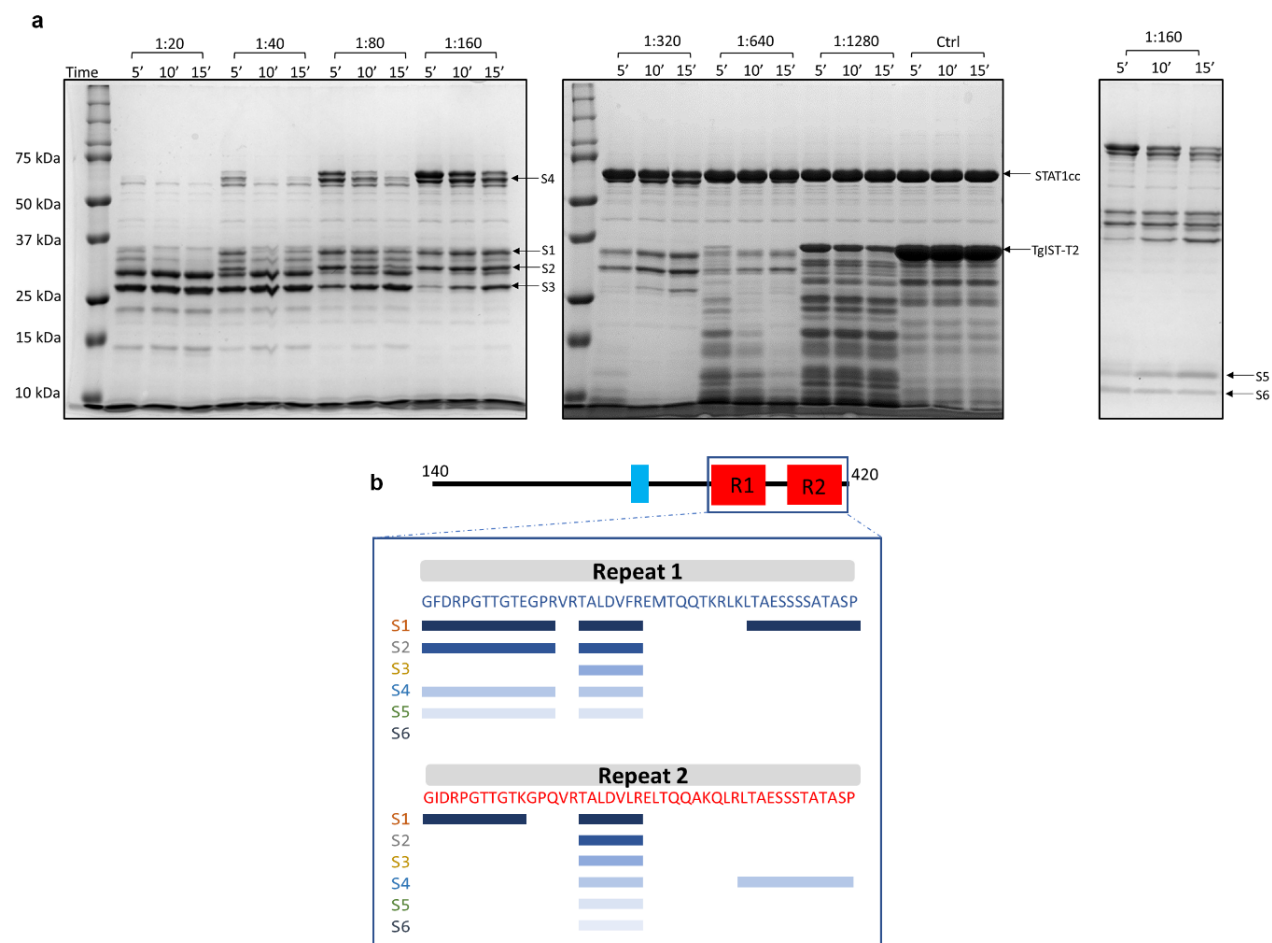 a
1:20 1:40 1:80 1:160
Time 5’ 10’ 15’ 5’ 10’ 15’ 5’ 10’ 15’ 5’ 10’ 15’
75 kDa
50 kDa
37 kDa
25 kDa
15 kDa
10 kDa
S4
S1
S2
S3
1:320 1:640 1:1280 Ctrl
5’ 10’ 15’ 5’ 10’ 15’ 5’ 10’ 15’ 5’ 10’ 15’
STAT1cc
TgIST-T2
1:160
5’ 10’ 15’
S5
S6
b
140 R1 R2 420
Repeat 1
GFDRPGTTGTEGPRVRTALDVFREMTQQTKRLKLTAESSSSATASP
S1
S2
S3
S4
S5
S6
Repeat 2
GIDRPGTTGTKGPQVRTALDVLRELTQQAKQLRLTAESSSTATASP
S1
S2
S3
S4
S5
S6